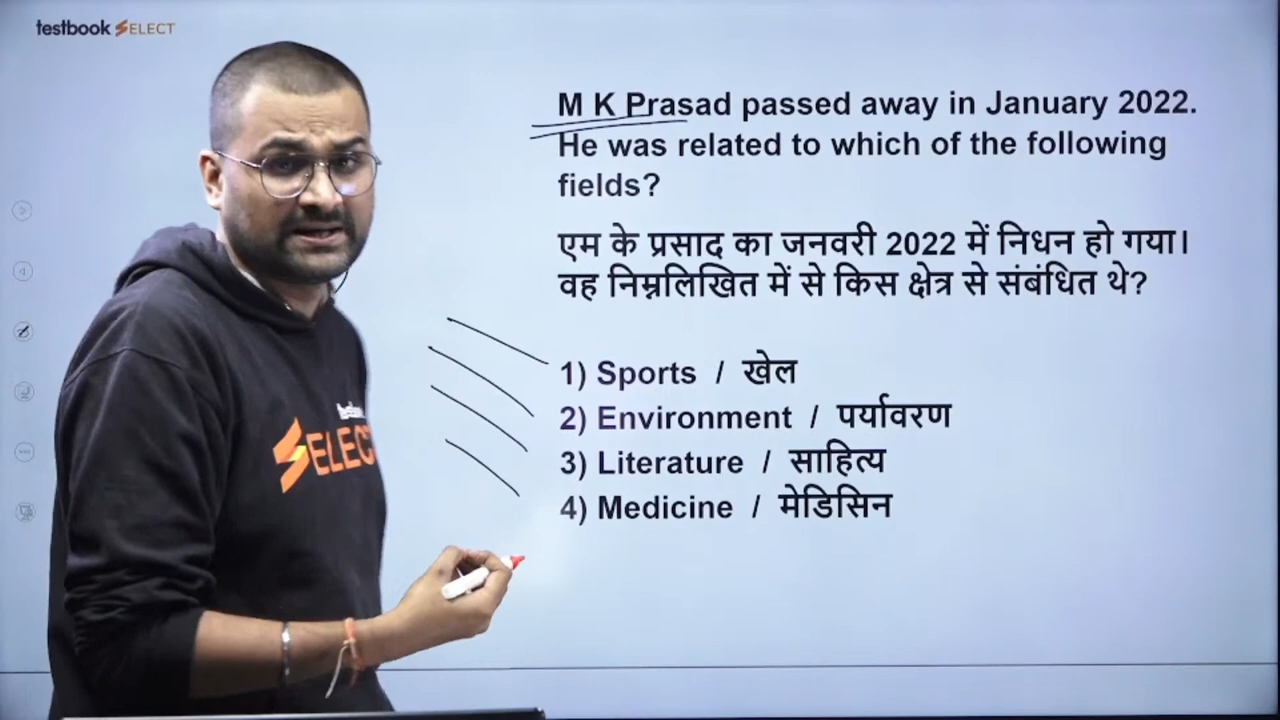 testbook SELECT
M K Prasad passed away in January 2022.
He was related to which of the following
fields?
एम के प्रसाद का जनवरी 2022 में निधन हो गया।
वह निम्नलिखित में से किस क्षेत्र से संबंधित थे?
1) Sports / खेल
2) Environment / पर्यावरण
3) Literature / साहित्य
4) Medicine / मेडिसिन
SELECT